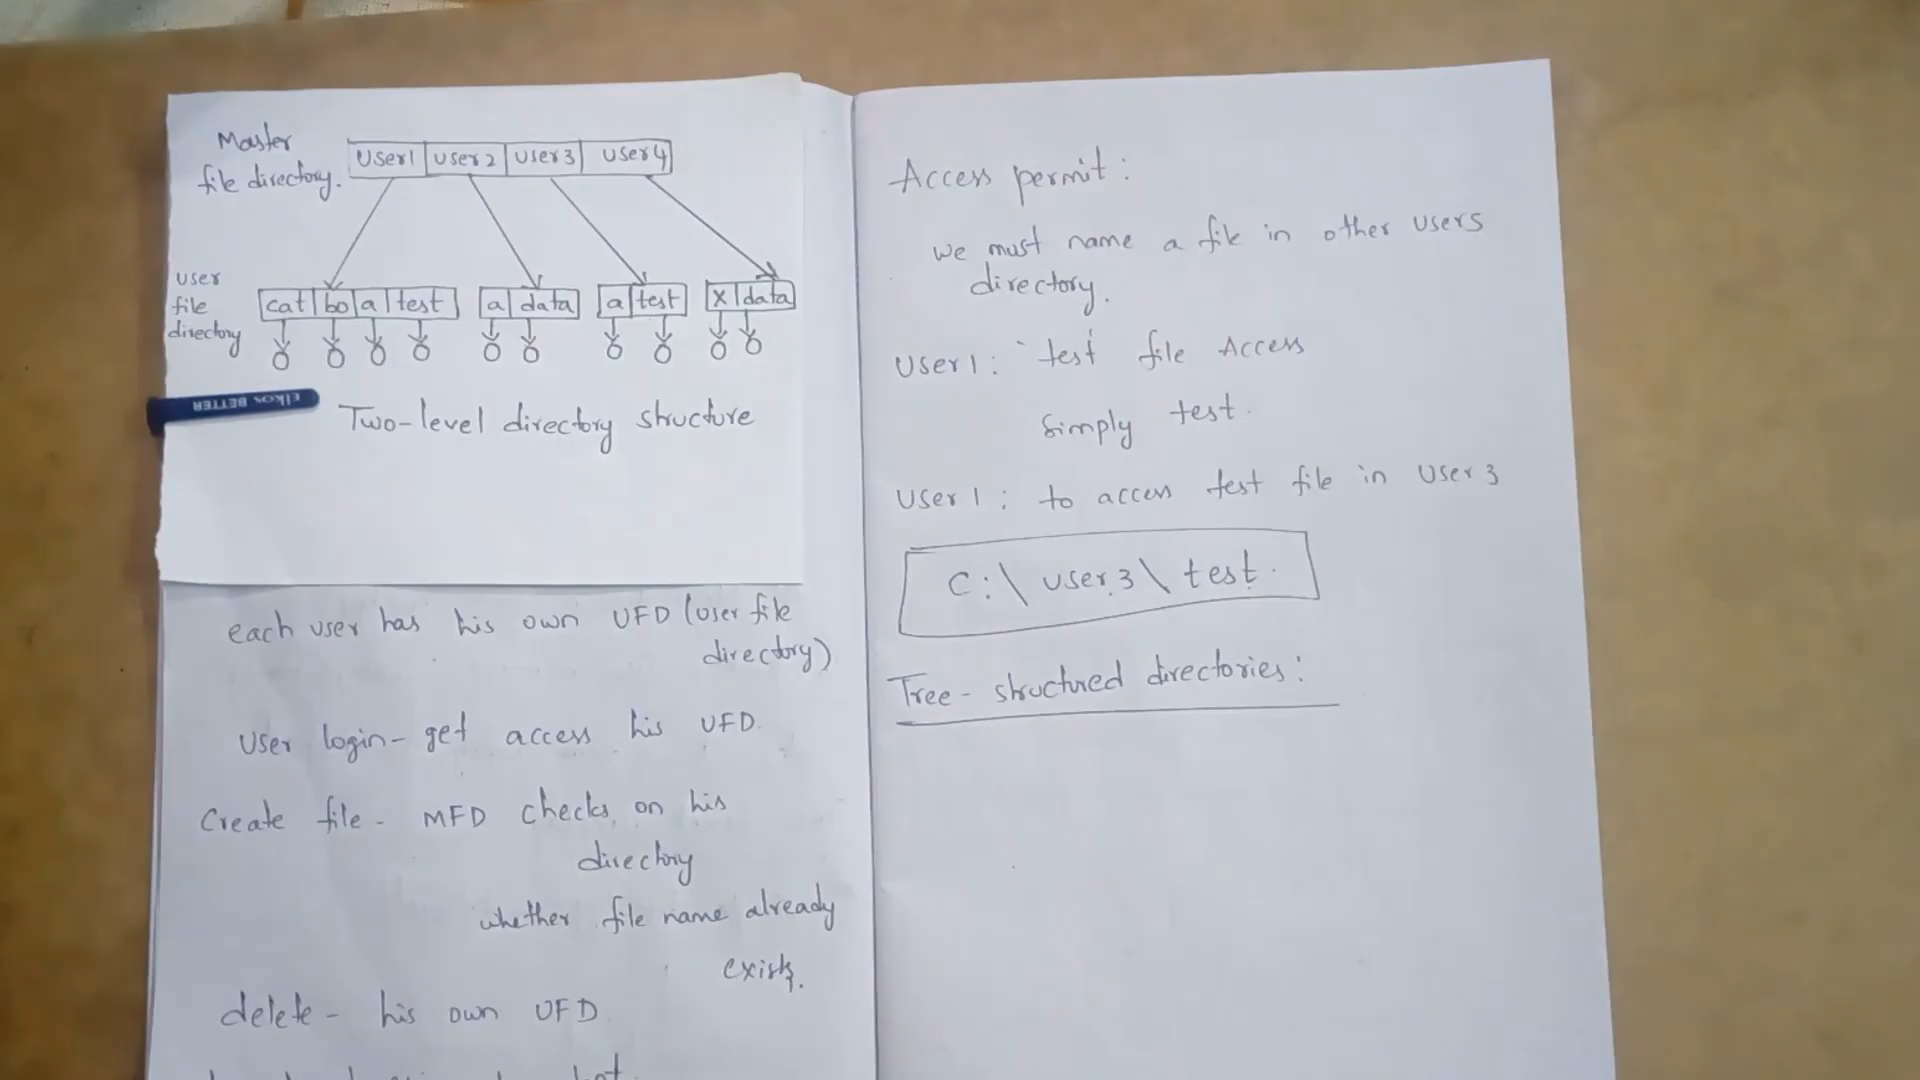 Master
file directory.
User1 user2 user3 user4
user
file
directory
cat bo a test a data a test x data
Elkos BETTER
Two-level directory structure
each user has his own UFD (user file
directory)
User login - get access his UFD.
Create file - MFD checks on his
directory
whether file name already
exists.
delete - his own UFD
Access permit:
we must name a file in other users
directory.
User1: 'test' file Access
simply test.
User1: to access test file in user3
C:\user3\test.
Tree-structured directories: